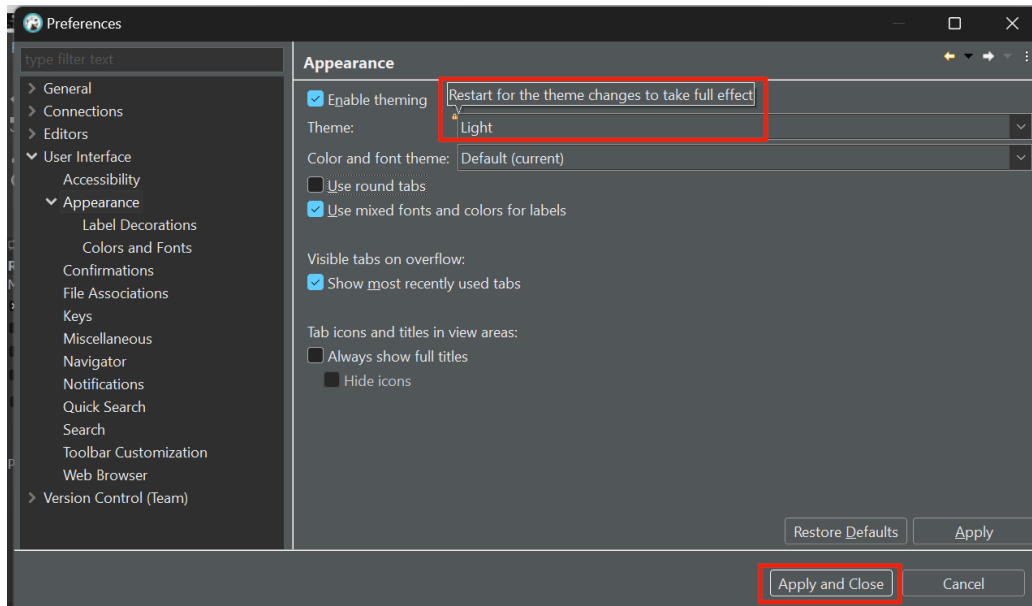 Preferences
type filter text
General
Connections
Editors
User Interface
Accessibility
Appearance
Label Decorations
Colors and Fonts
Confirmations
File Associations
Keys
Miscellaneous
Navigator
Notifications
Quick Search
Search
Toolbar Customization
Web Browser
Version Control (Team)
Appearance
Enable theming
Restart for the theme changes to take full effect
Theme:
Light
Color and font theme: Default (current)
Use round tabs
Use mixed fonts and colors for labels
Visible tabs on overflow:
Show most recently used tabs
Tab icons and titles in view areas:
Always show full titles
Hide icons
Restore Defaults
Apply
Apply and Close
Cancel